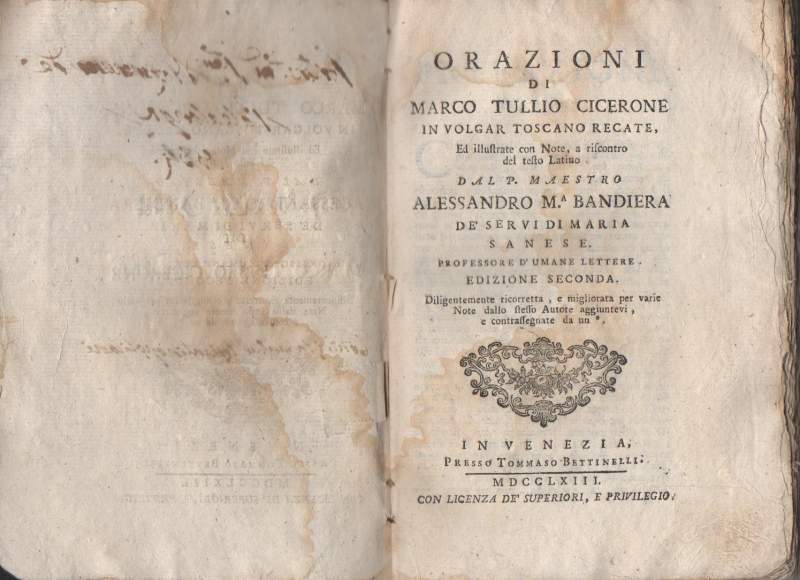 ORAZIONI
DI
MARCO TULLIO CICERONE
IN VOLGAR TOSCANO RECATE,
Ed illuſtrate con Note, a riſcontro
del teſto Latino
DAL P. MAESTRO
ALESSANDRO M.ᴬ BANDIERA
DE' SERVI DI MARIA
SANESE.
PROFESSORE D'UMANE LETTERE.
EDIZIONE SECONDA.
Diligentemente ricorretta, e migliorata per varie
Note dallo ſteſſo Autore aggiuntevi,
e contraſſegnate da un *.
IN VENEZIA,
PRESSO TOMMASO BETTINELLI.
MDCCLXIII.
CON LICENZA DE' SUPERIORI, E PRIVILEGIO.